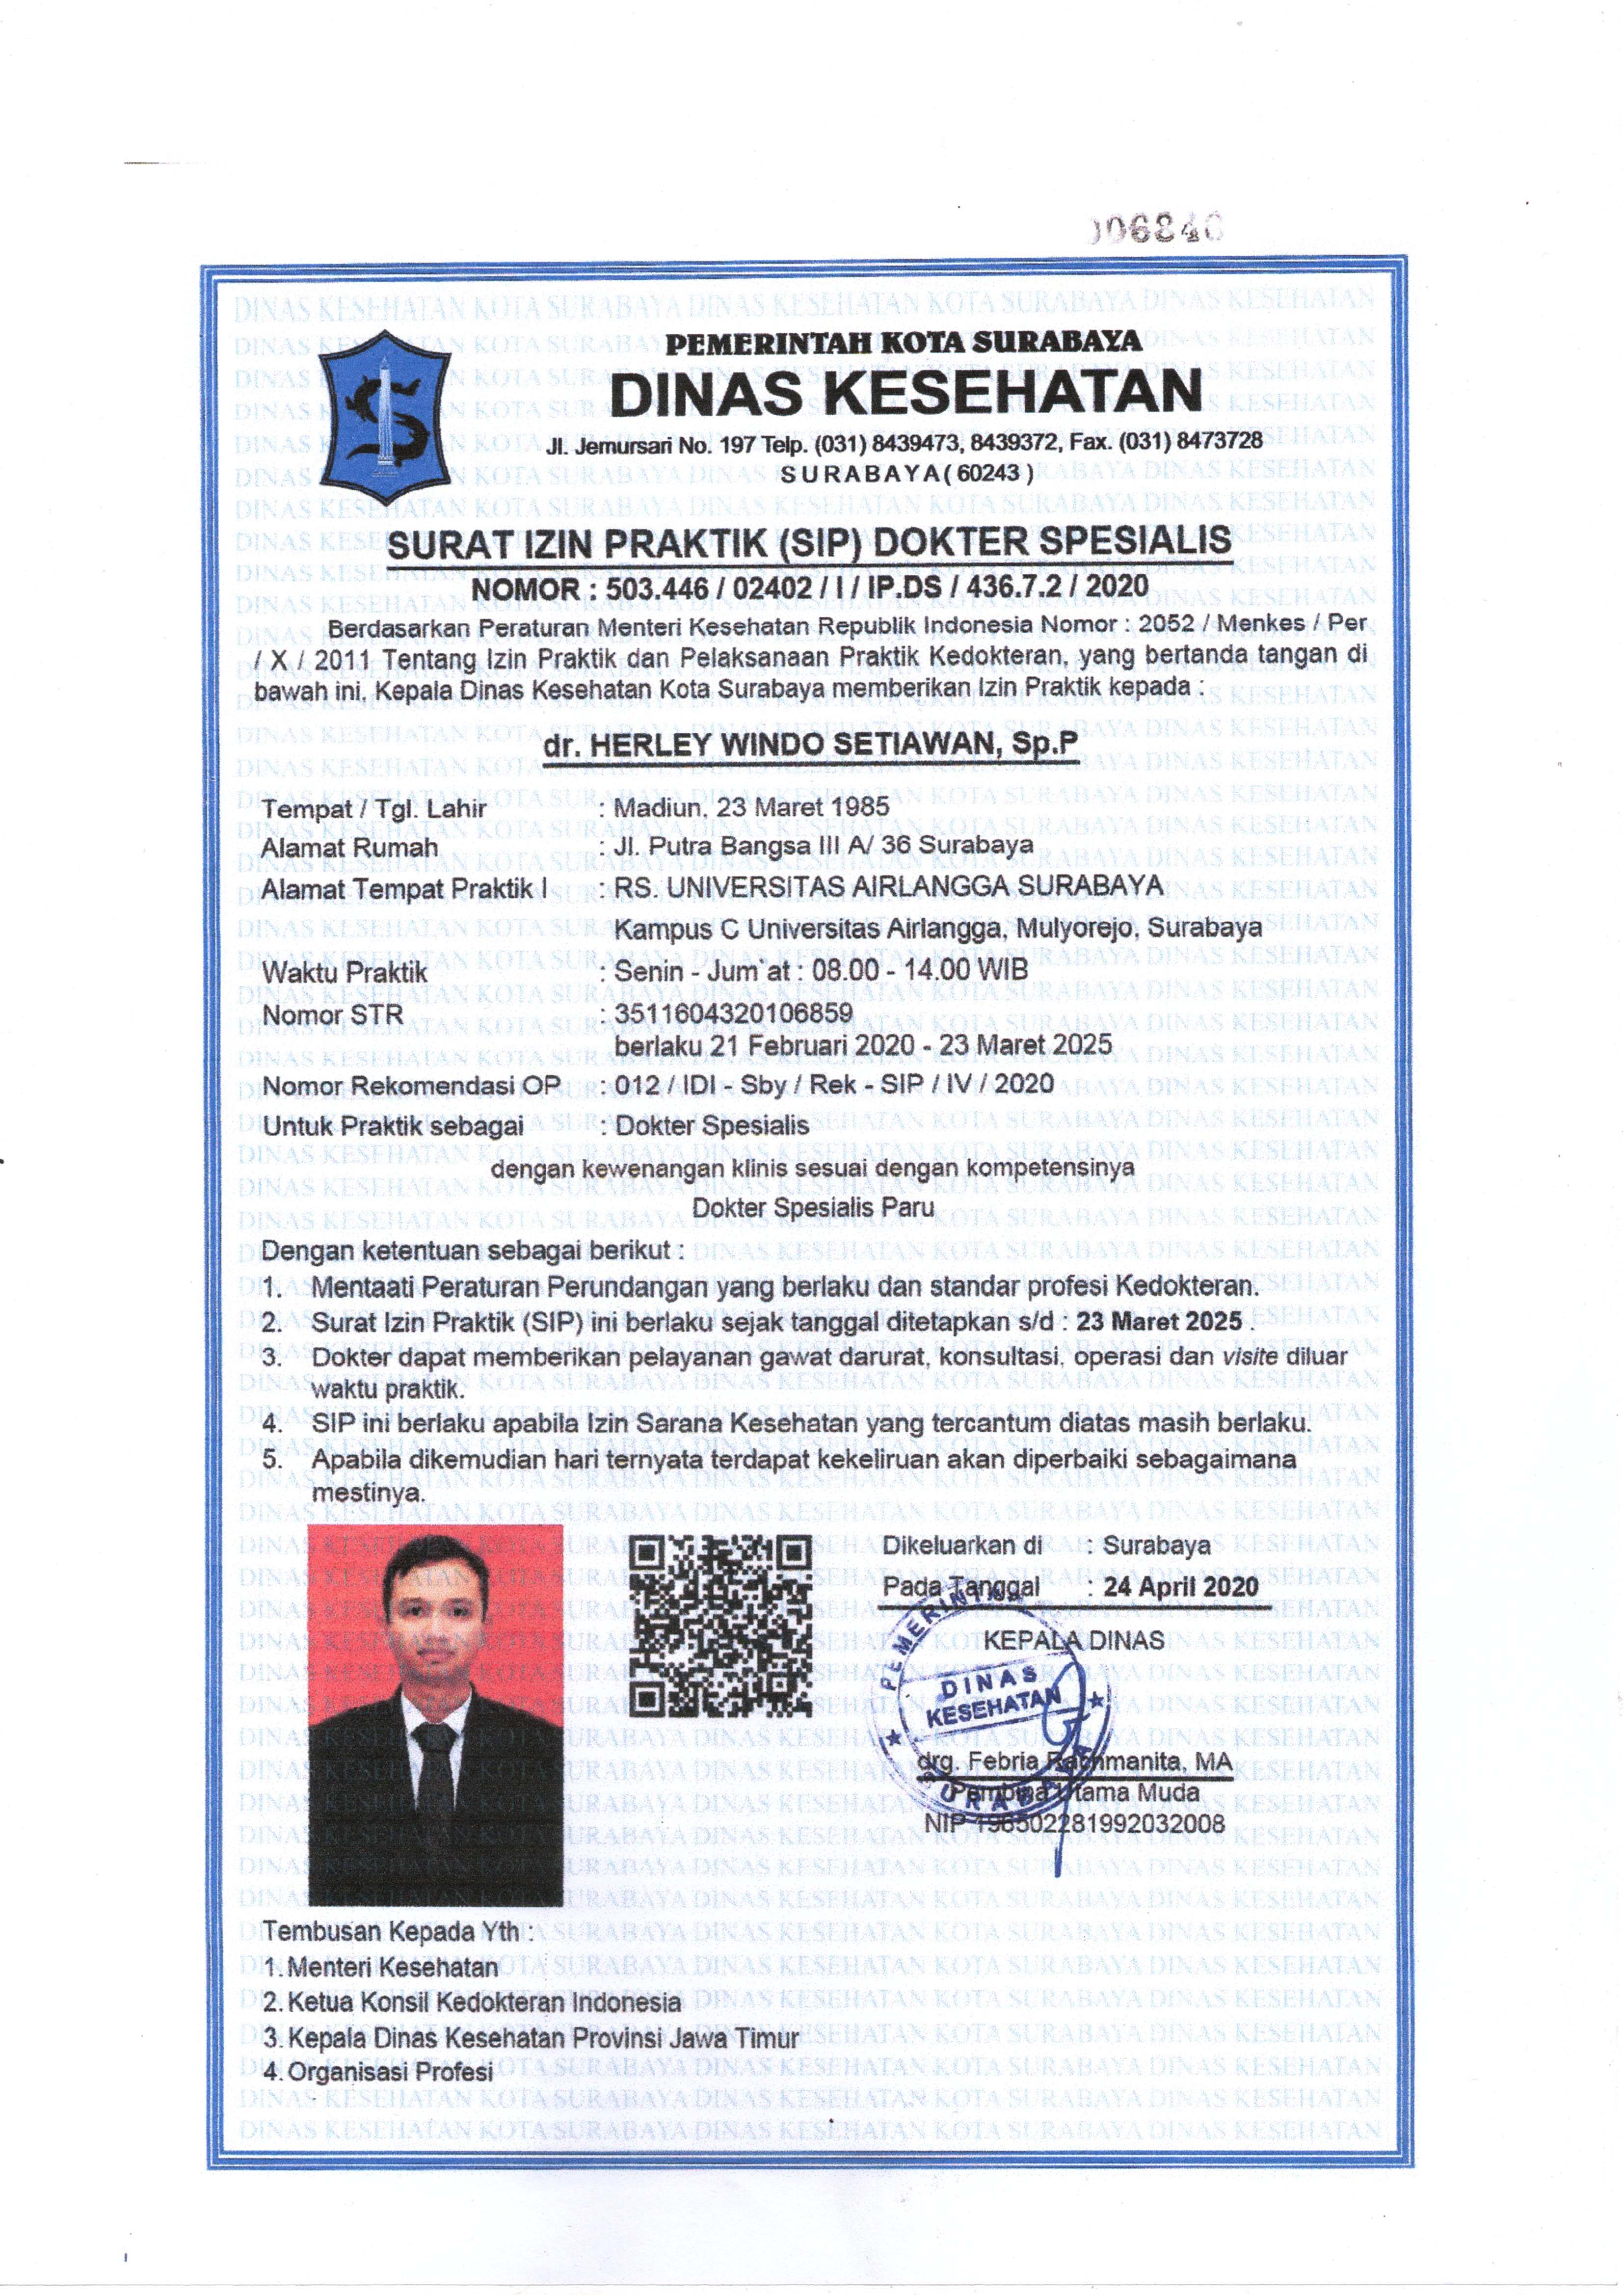 06846
PEMERINTAH KOTA SURABAYA
DINAS KESEHATAN
Jl. Jemursari No. 197 Telp. (031) 8439473, 8439372, Fax. (031) 8473728
SURABAYA ( 60243 )
SURAT IZIN PRAKTIK (SIP) DOKTER SPESIALIS
NOMOR : 503.446 / 02402 / I / IP.DS / 436.7.2 / 2020
Berdasarkan Peraturan Menteri Kesehatan Republik Indonesia Nomor : 2052 / Menkes / Per
/ X / 2011 Tentang Izin Praktik dan Pelaksanaan Praktik Kedokteran, yang bertanda tangan di
bawah ini, Kepala Dinas Kesehatan Kota Surabaya memberikan Izin Praktik kepada :
dr. HERLEY WINDO SETIAWAN, Sp.P
Tempat / Tgl. Lahir : Madiun, 23 Maret 1985
Alamat Rumah : Jl. Putra Bangsa III A/ 36 Surabaya
Alamat Tempat Praktik I : RS. UNIVERSITAS AIRLANGGA SURABAYA
Kampus C Universitas Airlangga, Mulyorejo, Surabaya
Waktu Praktik : Senin - Jum`at : 08.00 - 14.00 WIB
Nomor STR : 3511604320106859
berlaku 21 Februari 2020 - 23 Maret 2025
Nomor Rekomendasi OP : 012 / IDI - Sby / Rek - SIP / IV / 2020
Untuk Praktik sebagai : Dokter Spesialis
dengan kewenangan klinis sesuai dengan kompetensinya
Dokter Spesialis Paru
Dengan ketentuan sebagai berikut :
1. Mentaati Peraturan Perundangan yang berlaku dan standar profesi Kedokteran.
2. Surat Izin Praktik (SIP) ini berlaku sejak tanggal ditetapkan s/d : 23 Maret 2025 .
3. Dokter dapat memberikan pelayanan gawat darurat, konsultasi, operasi dan visite diluar
waktu praktik.
4. SIP ini berlaku apabila Izin Sarana Kesehatan yang tercantum diatas masih berlaku.
5. Apabila dikemudian hari ternyata terdapat kekeliruan akan diperbaiki sebagaimana
mestinya.
Dikeluarkan di : Surabaya
Pada Tanggal : 24 April 2020
KEPALA DINAS
DINAS
KESEHATAN
drg. Febria Rachmanita, MA
Pembina Utama Muda
NIP 196502281992032008
Tembusan Kepada Yth :
1. Menteri Kesehatan
2. Ketua Konsil Kedokteran Indonesia
3. Kepala Dinas Kesehatan Provinsi Jawa Timur
4. Organisasi Profesi